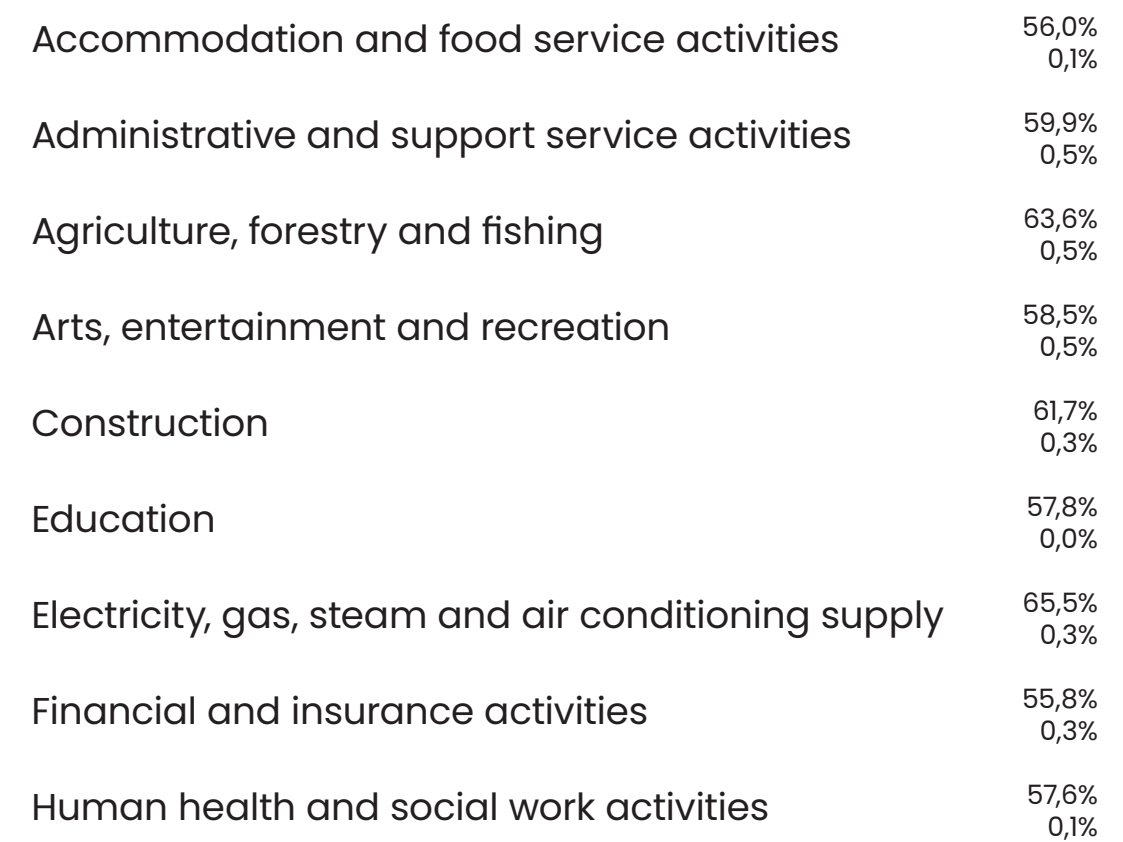 Accommodation and food service activities 56,0%
0,1%
Administrative and support service activities 59,9%
0,5%
Agriculture, forestry and fishing 63,6%
0,5%
Arts, entertainment and recreation 58,5%
0,5%
Construction 61,7%
0,3%
Education 57,8%
0,0%
Electricity, gas, steam and air conditioning supply 65,5%
0,3%
Financial and insurance activities 55,8%
0,3%
Human health and social work activities 57,6%
0,1%